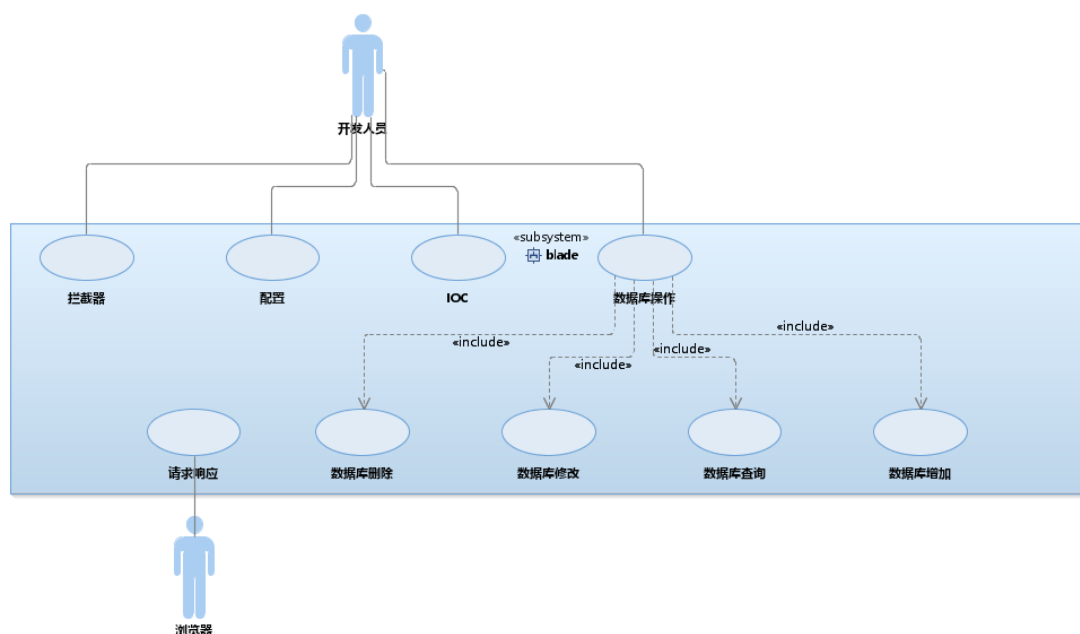 开发人员
«subsystem»
blade
拦截器
配置
IOC
数据库操作
«include»
«include»
«include»
«include»
请求响应
数据库删除
数据库修改
数据库查询
数据库增加
浏览器